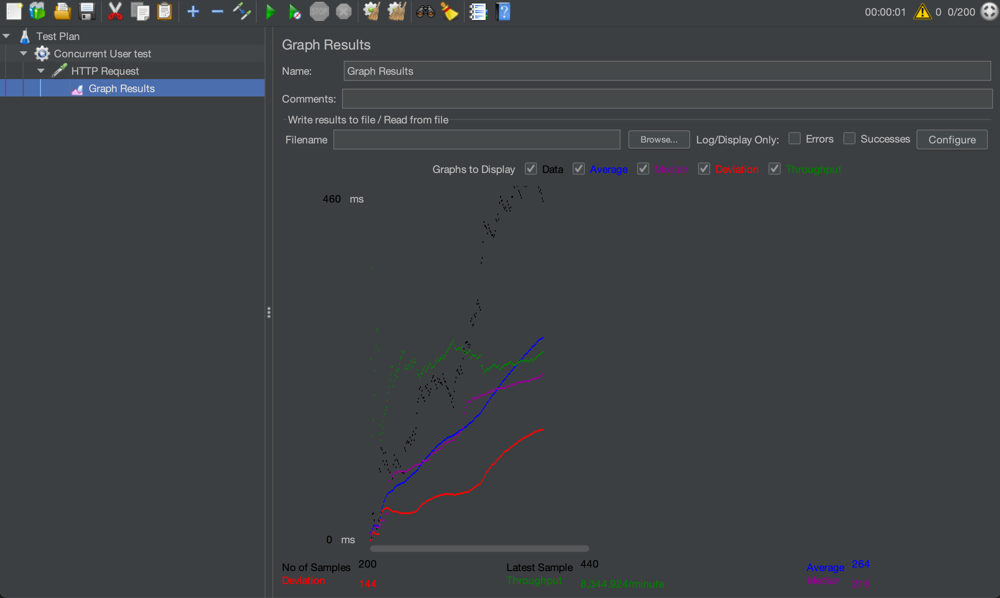 STOP
00:00:01 0 0/200
Test Plan
Concurrent User test
HTTP Request
Graph Results
Graph Results
Name: Graph Results
Comments:
Write results to file / Read from file
Filename Browse... Log/Display Only: Errors Successes Configure
Graphs to Display Data Average Median Deviation Throughput
460 ms
0 ms
No of Samples 200 Latest Sample 440 Average 264
Deviation 144 Throughput 8,344.924/minute Median 216